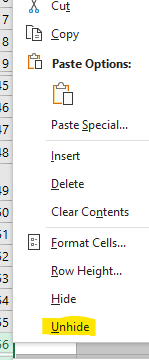 Cut
Copy
Paste Options:
Paste Special...
Insert
Delete
Clear Contents
Format Cells...
Row Height...
Hide
Unhide